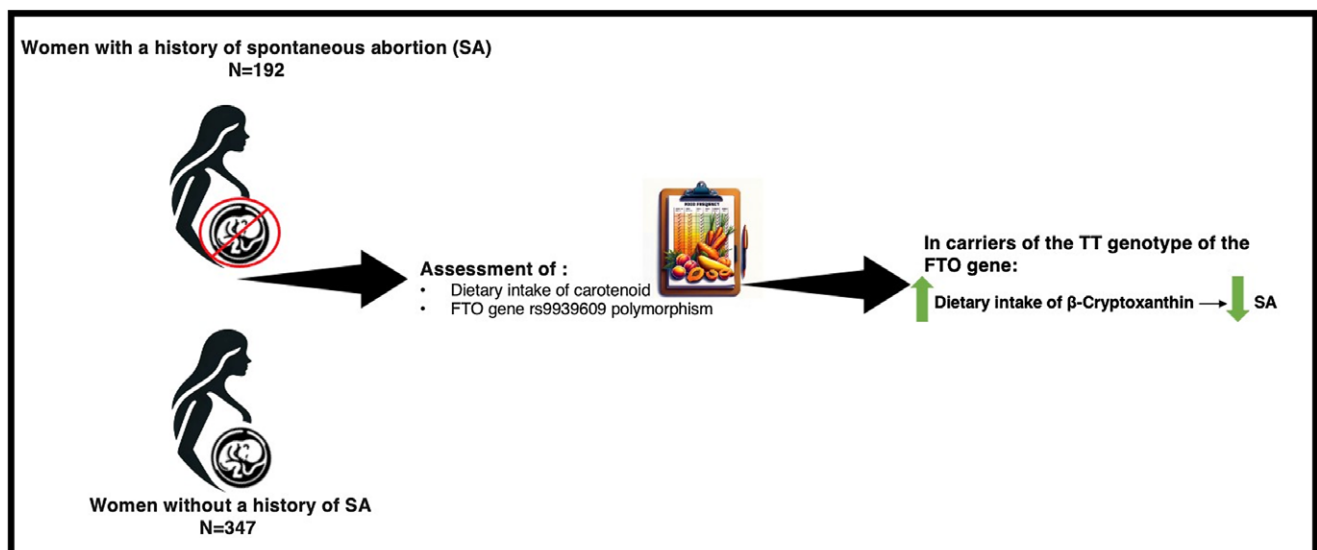 Women with a history of spontaneous abortion (SA)
N=192
Assessment of :
• Dietary intake of carotenoid
• FTO gene rs9939609 polymorphism
In carriers of the TT genotype of the
FTO gene:
Dietary intake of β-Cryptoxanthin → SA
Women without a history of SA
N=347